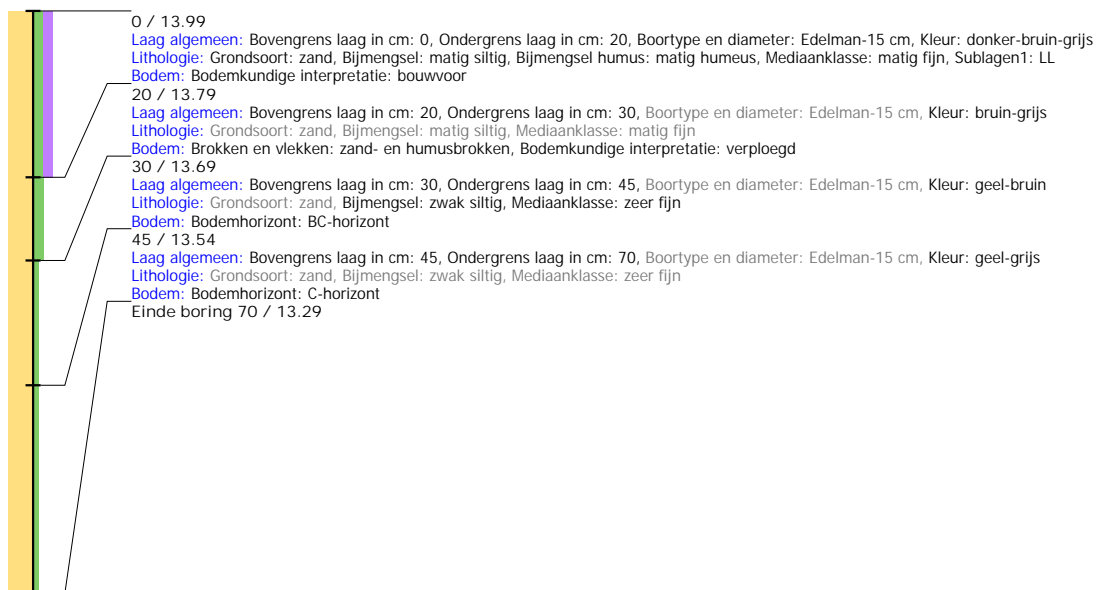 0 / 13.99
Laag algemeen: Bovengrens laag in cm: 0, Ondergrens laag in cm: 20, Boortype en diameter: Edelman-15 cm, Kleur: donker-bruin-grijs
Lithologie: Grondsoort: zand, Bijmengsel: matig siltig, Bijmengsel humus: matig humeus, Mediaanklasse: matig fijn, Sublagen1: LL
Bodem: Bodemkundige interpretatie: bouwvoor
20 / 13.79
Laag algemeen: Bovengrens laag in cm: 20, Ondergrens laag in cm: 30, Boortype en diameter: Edelman-15 cm, Kleur: bruin-grijs
Lithologie: Grondsoort: zand, Bijmengsel: matig siltig, Mediaanklasse: matig fijn
Bodem: Brokken en vlekken: zand- en humusbrokken, Bodemkundige interpretatie: verploegd
30 / 13.69
Laag algemeen: Bovengrens laag in cm: 30, Ondergrens laag in cm: 45, Boortype en diameter: Edelman-15 cm, Kleur: geel-bruin
Lithologie: Grondsoort: zand, Bijmengsel: zwak siltig, Mediaanklasse: zeer fijn
Bodem: Bodemhorizont: BC-horizont
45 / 13.54
Laag algemeen: Bovengrens laag in cm: 45, Ondergrens laag in cm: 70, Boortype en diameter: Edelman-15 cm, Kleur: geel-grijs
Lithologie: Grondsoort: zand, Bijmengsel: zwak siltig, Mediaanklasse: zeer fijn
Bodem: Bodemhorizont: C-horizont
Einde boring 70 / 13.29